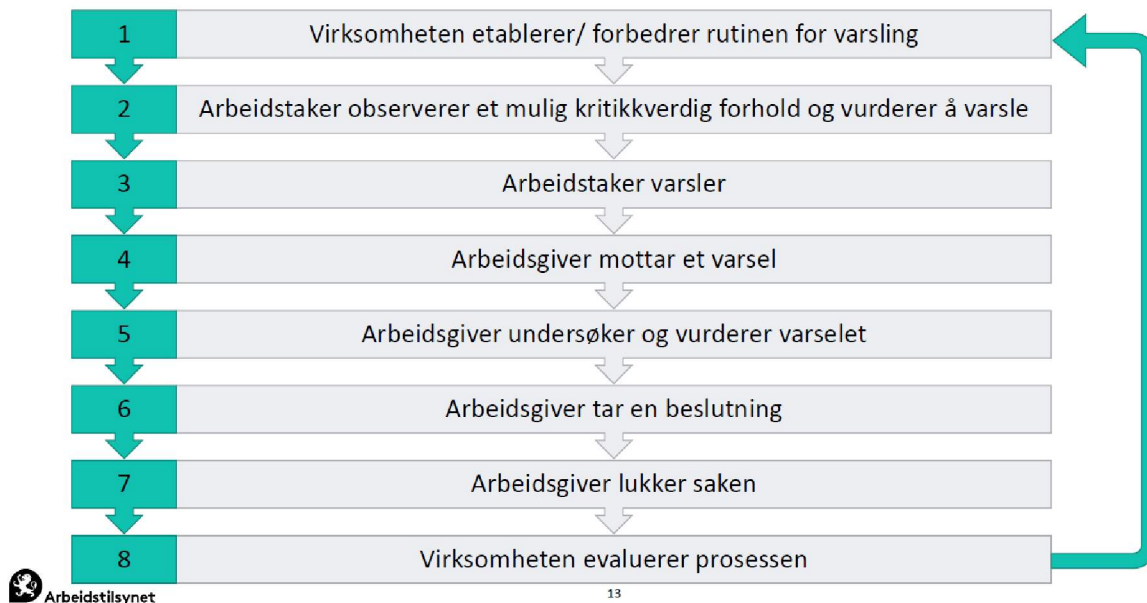 1 Virksomheten etablerer/ forbedrer rutinen for varsling
2 Arbeidstaker observerer et mulig kritikkverdig forhold og vurderer å varsle
3 Arbeidstaker varsler
4 Arbeidsgiver mottar et varsel
5 Arbeidsgiver undersøker og vurderer varselet
6 Arbeidsgiver tar en beslutning
7 Arbeidsgiver lukker saken
8 Virksomheten evaluerer prosessen
Arbeidstilsynet
13